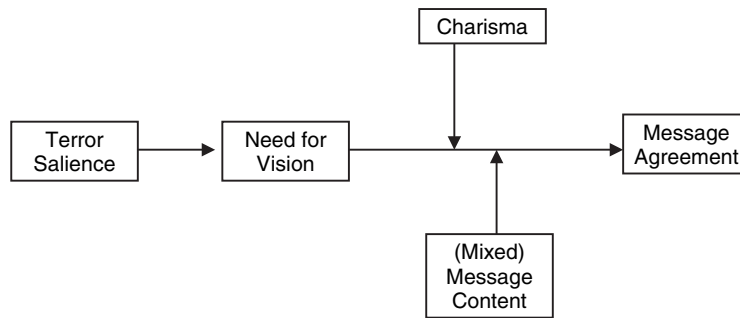 Charisma
Terror
Salience
Need for
Vision
Message
Agreement
(Mixed)
Message
Content